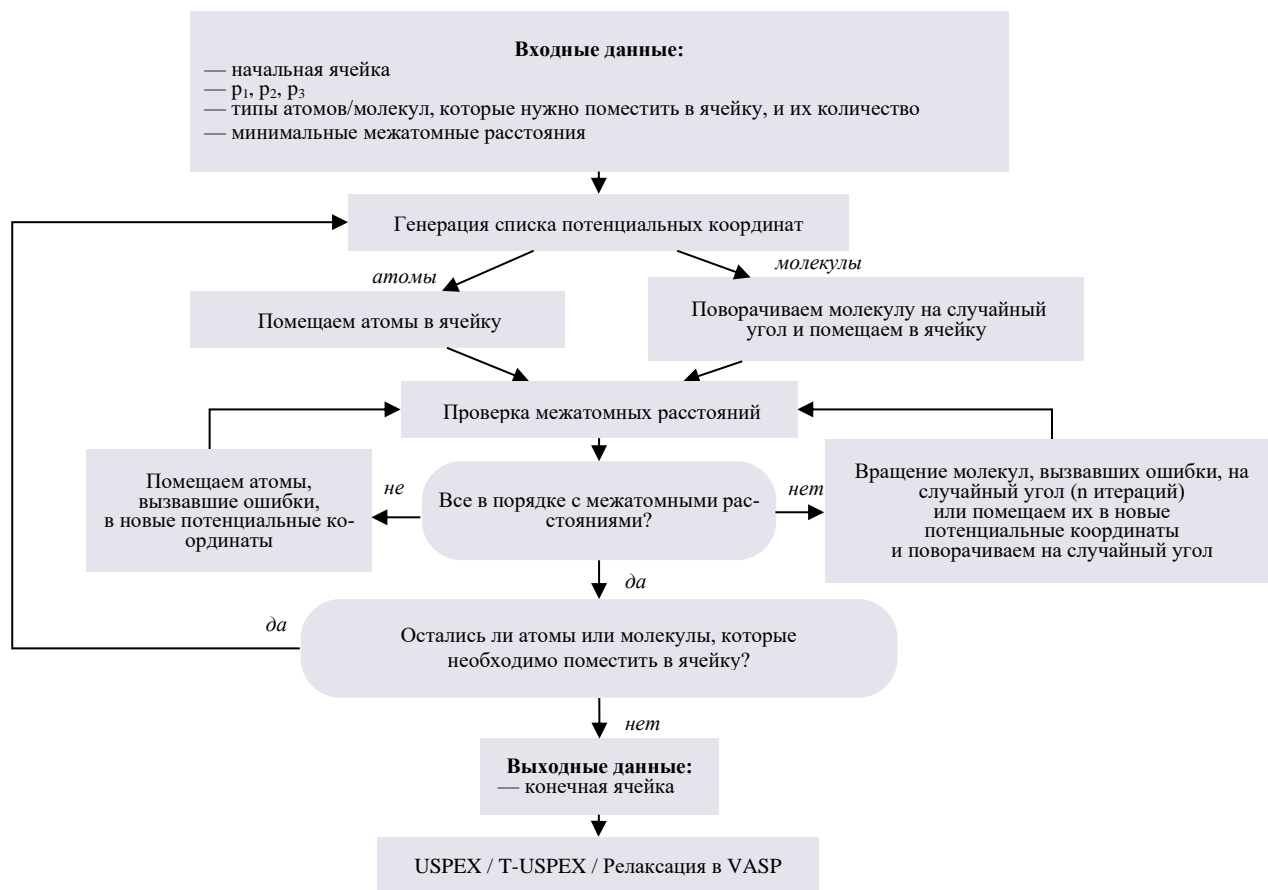 Входные данные:
— начальная ячейка
— p₁, p₂, p₃
— типы атомов/молекул, которые нужно поместить в ячейку, и их количество
— минимальные межатомные расстояния
Генерация списка потенциальных координат
атомы
молекулы
Помещаем атомы в ячейку
Поворачиваем молекулу на случайный
угол и помещаем в ячейку
Проверка межатомных расстояний
Помещаем атомы,
вызвавшие ошибки,
в новые потенциальные ко-
ординаты
не
Все в порядке с межатомными рас-
стояниями?
нет
Вращение молекул, вызвавших ошибки, на
случайный угол (n итераций)
или помещаем их в новые
потенциальные координаты
и поворачиваем на случайный угол
да
да
Остались ли атомы или молекулы, которые
необходимо поместить в ячейку?
нет
Выходные данные:
— конечная ячейка
USPEX / T-USPEX / Релаксация в VASP